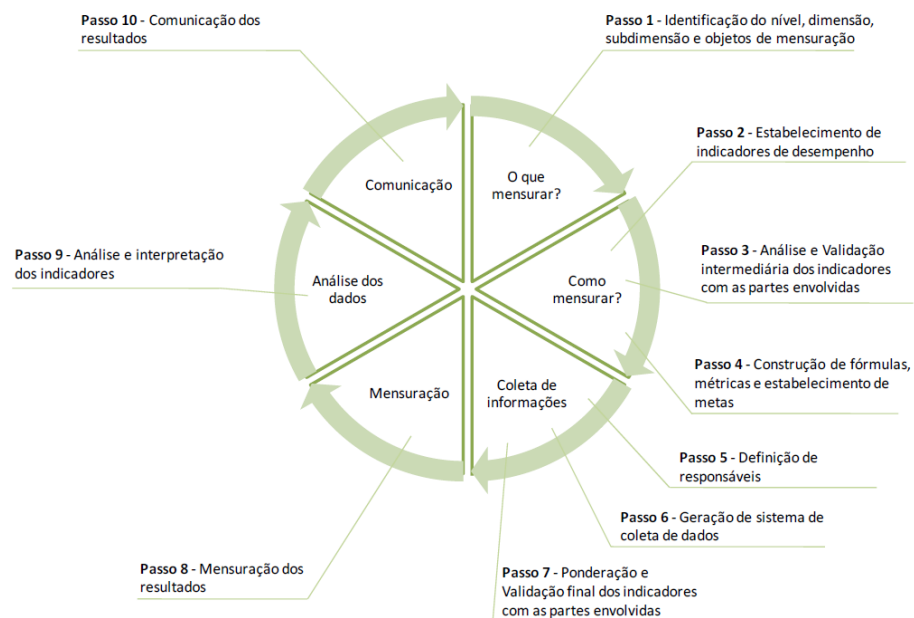 Passo 10 - Comunicação dos
resultados
Passo 1 - Identificação do nível, dimensão,
subdimensão e objetos de mensuração
Passo 2 - Estabelecimento de
indicadores de desempenho
Comunicação
O que
mensurar?
Passo 9 - Análise e interpretação
dos indicadores
Análise dos
dados
Como
mensurar?
Passo 3 - Análise e Validação
intermediária dos indicadores
com as partes envolvidas
Mensuração
Coleta de
informações
Passo 4 - Construção de fórmulas,
métricas e estabelecimento de
metas
Passo 5 - Definição de
responsáveis
Passo 6 - Geração de sistema de
coleta de dados
Passo 8 - Mensuração dos
resultados
Passo 7 - Ponderação e
Validação final dos indicadores
com as partes envolvidas